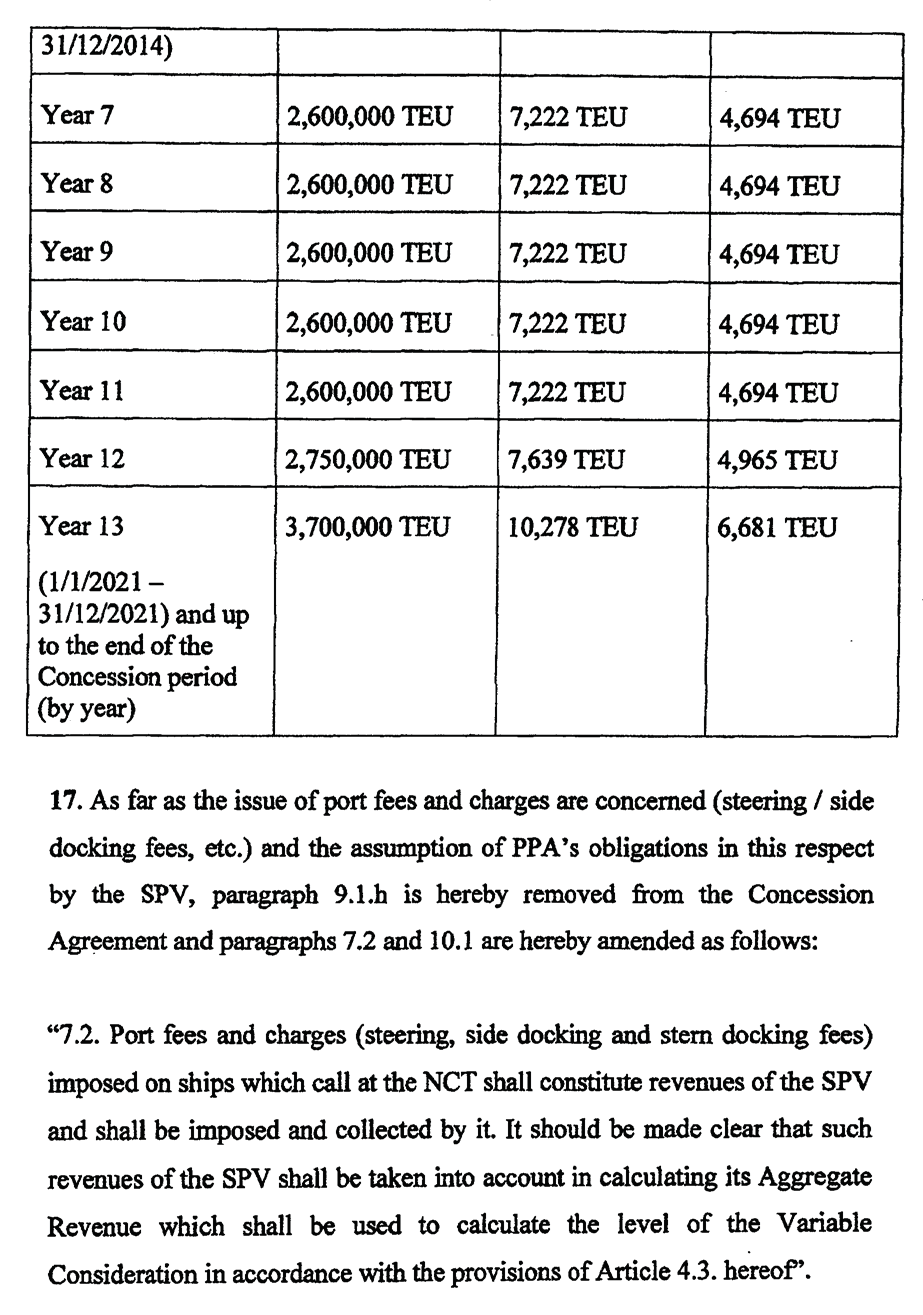 31/12/2014)
Year 7 2,600,000 TEU 7,222 TEU 4,694 TEU
Year 8 2,600,000 TEU 7,222 TEU 4,694 TEU
Year 9 2,600,000 TEU 7,222 TEU 4,694 TEU
Year 10 2,600,000 TEU 7,222 TEU 4,694 TEU
Year 11 2,600,000 TEU 7,222 TEU 4,694 TEU
Year 12 2,750,000 TEU 7,639 TEU 4,965 TEU
Year 13 3,700,000 TEU 10,278 TEU 6,681 TEU
(1/1/2021 –
31/12/2021) and up
to the end of the
Concession period
(by year)
17. As far as the issue of port fees and charges are concerned (steering / side
docking fees, etc.) and the assumption of PPA's obligations in this respect
by the SPV, paragraph 9.1.h is hereby removed from the Concession
Agreement and paragraphs 7.2 and 10.1 are hereby amended as follows:
“7.2. Port fees and charges (steering, side docking and stern docking fees)
imposed on ships which call at the NCT shall constitute revenues of the SPV
and shall be imposed and collected by it. It should be made clear that such
revenues of the SPV shall be taken into account in calculating its Aggregate
Revenue which shall be used to calculate the level of the Variable
Consideration in accordance with the provisions of Article 4.3. hereof”.